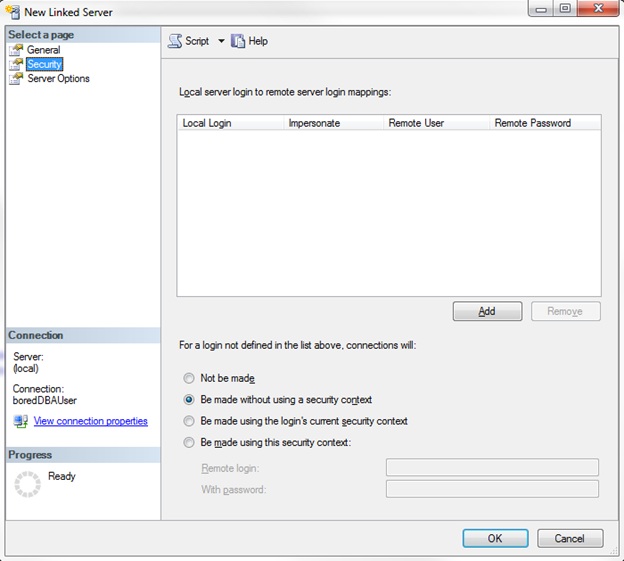 New Linked Server
Select a page
General
Security
Server Options
Script
Help
Local server login to remote server login mappings:
Local Login Impersonate Remote User Remote Password
Add Remove
For a login not defined in the list above, connections will:
Not be made
Be made without using a security context
Be made using the login's current security context
Be made using this security context:
Remote login:
With password:
Connection
Server:
(local)
Connection:
boredDBAUser
View connection properties
Progress
Ready
OK Cancel